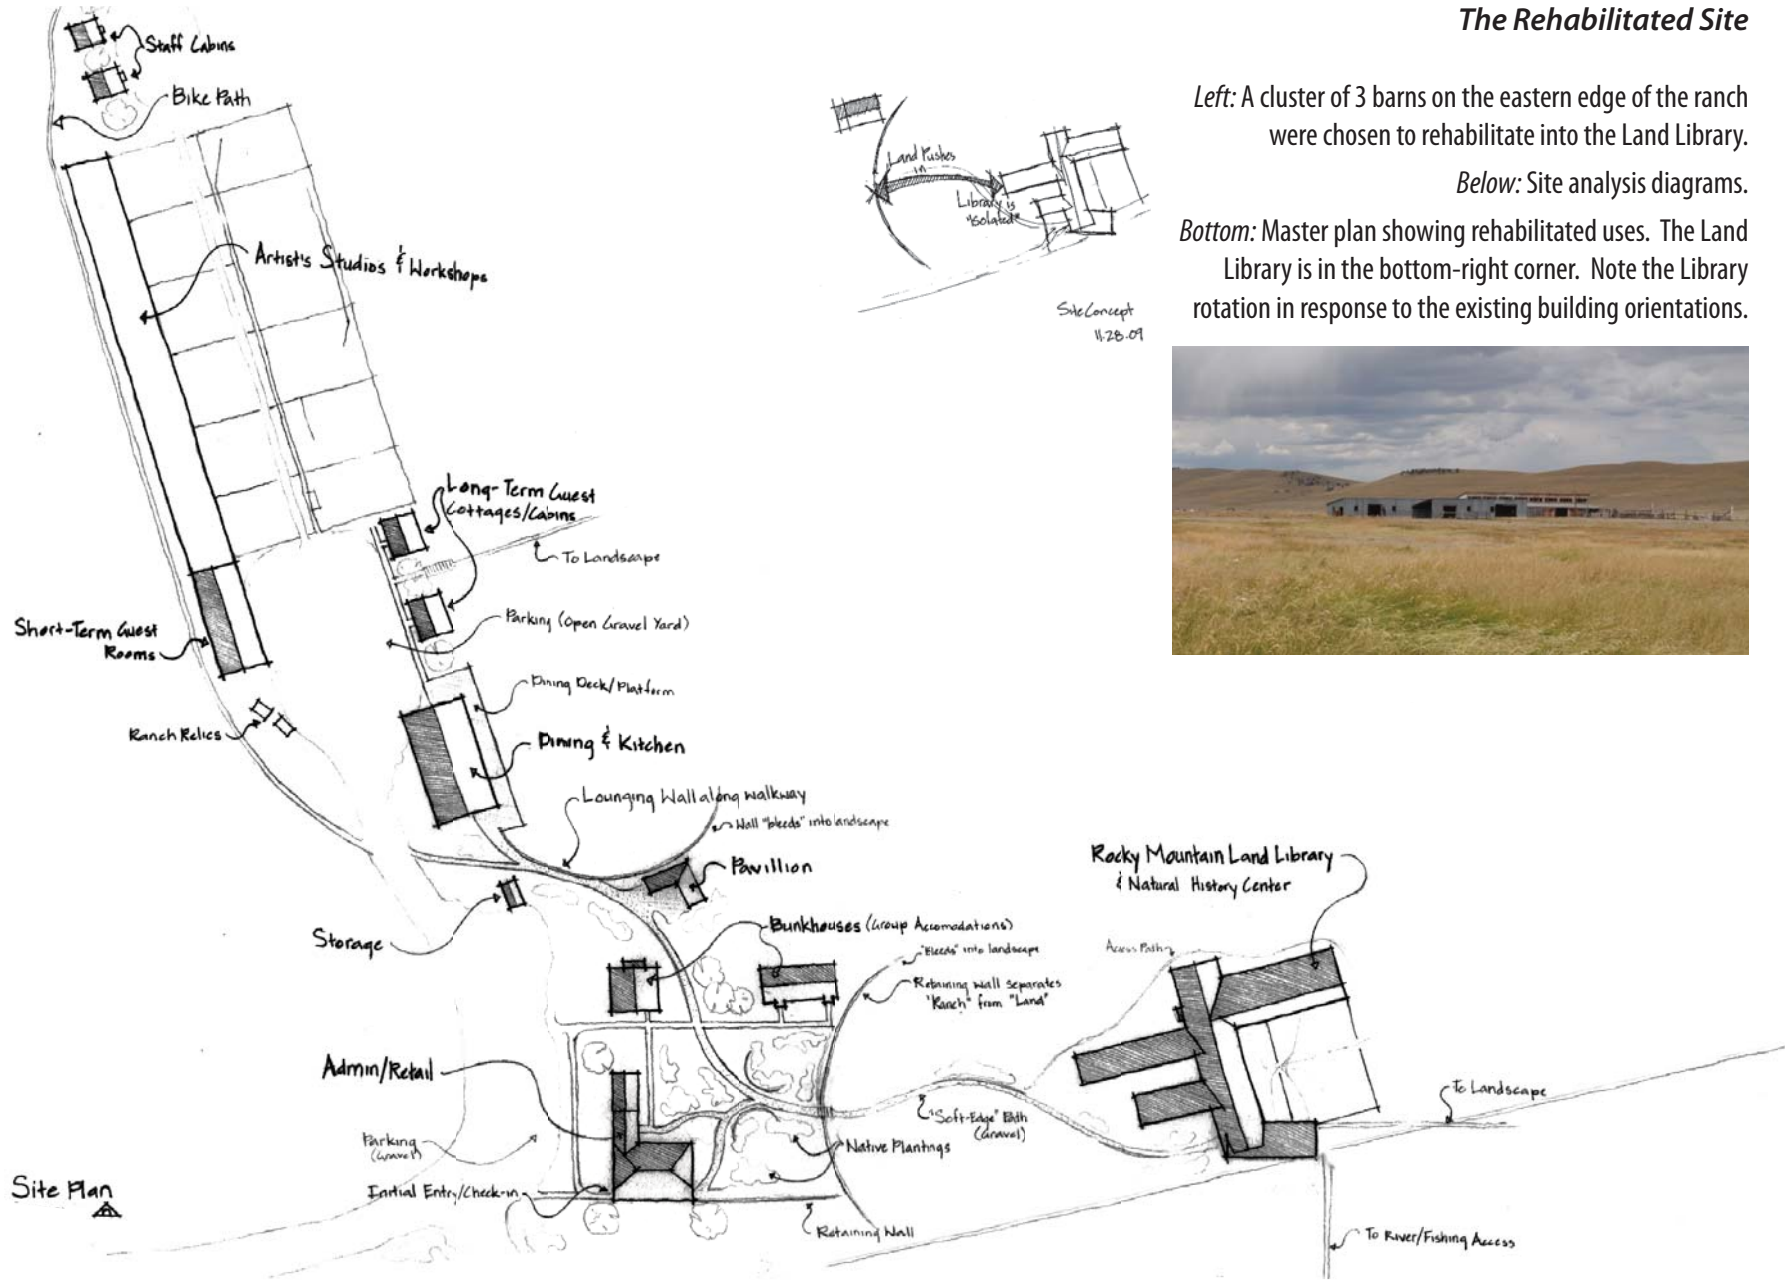 The Rehabilitated Site
Left: A cluster of 3 barns on the eastern edge of the ranch
were chosen to rehabilitate into the Land Library.
Below: Site analysis diagrams.
Bottom: Master plan showing rehabilitated uses.  The Land
Library is in the bottom-right corner.  Note the Library
rotation in response to the existing building orientations.
Land Pushes
in
Library is
"Isolated"
Site Concept
11.28.09
Staff Cabins
Bike Path
Artist's Studios & Workshops
Long-Term Guest
Cottages/Cabins
To Landscape
Parking (Open Gravel Yard)
Short-Term Guest
Rooms
Dining Deck/Platform
Ranch Relics
Dining & Kitchen
Lounging Wall along walkway
Wall "bleeds" into landscape
Pavillion
Storage
Bunkhouses (Group Accomodations)
"Bleeds" into landscape
Retaining wall separates
"Ranch" from "Land"
Rocky Mountain Land Library
& Natural History Center
Access Path
Admin/Retail
"Soft-Edge" Path
(Gravel)
To Landscape
Parking
(Gravel)
Native Plantings
Initial Entry/Check-in
Retaining Wall
To River/Fishing Access
Site Plan